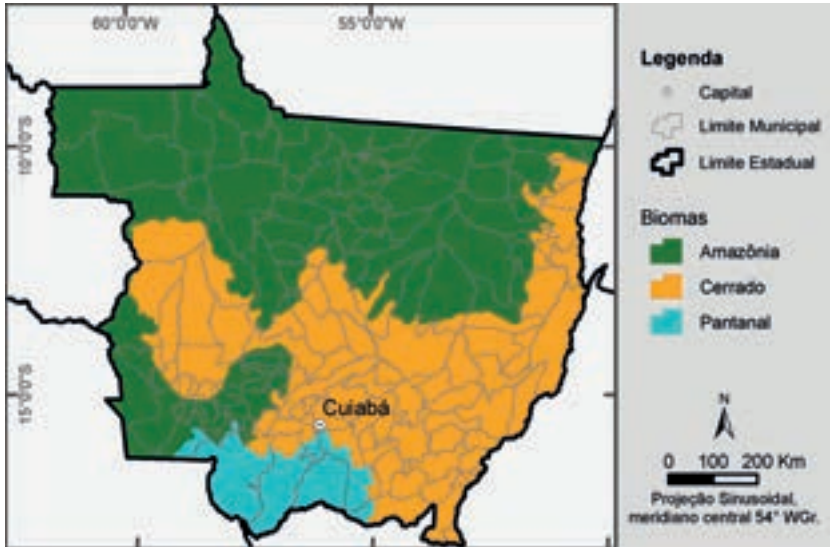 60°0'0"W
55°0'0"W
10°0'0"S
15°0'0"S
Cuiabá
Legenda
Capital
Limite Municipal
Limite Estadual
Biomas
Amazônia
Cerrado
Pantanal
N
0 100 200 Km
Projeção Sinusoidal,
meridiano central 54° WGr.